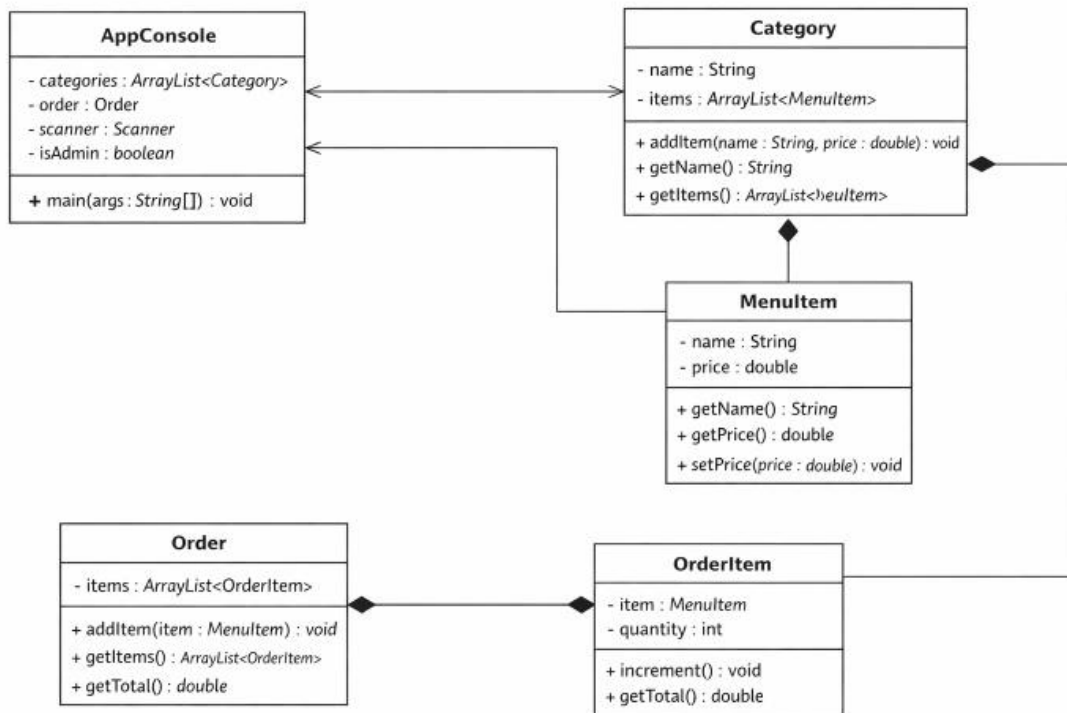 AppConsole
- categories : ArrayList<Category>
- order : Order
- scanner : Scanner
- isAdmin : boolean
+ main(args : String[]) : void
Category
- name : String
- items : ArrayList<MenuItem>
+ addItem(name : String, price : double) : void
+ getName() : String
+ getItems() : ArrayList<
MenuItem
- name : String
- price : double
+ getName() : String
+ getPrice() : double
+ setPrice(price : double) : void
Order
- items : ArrayList<OrderItem>
+ addItem(item : MenuItem) : void
+ getItems() : ArrayList<OrderItem>
+ getTotal() : double
OrderItem
- item : MenuItem
- quantity : int
+ increment() : void
+ getTotal() : double